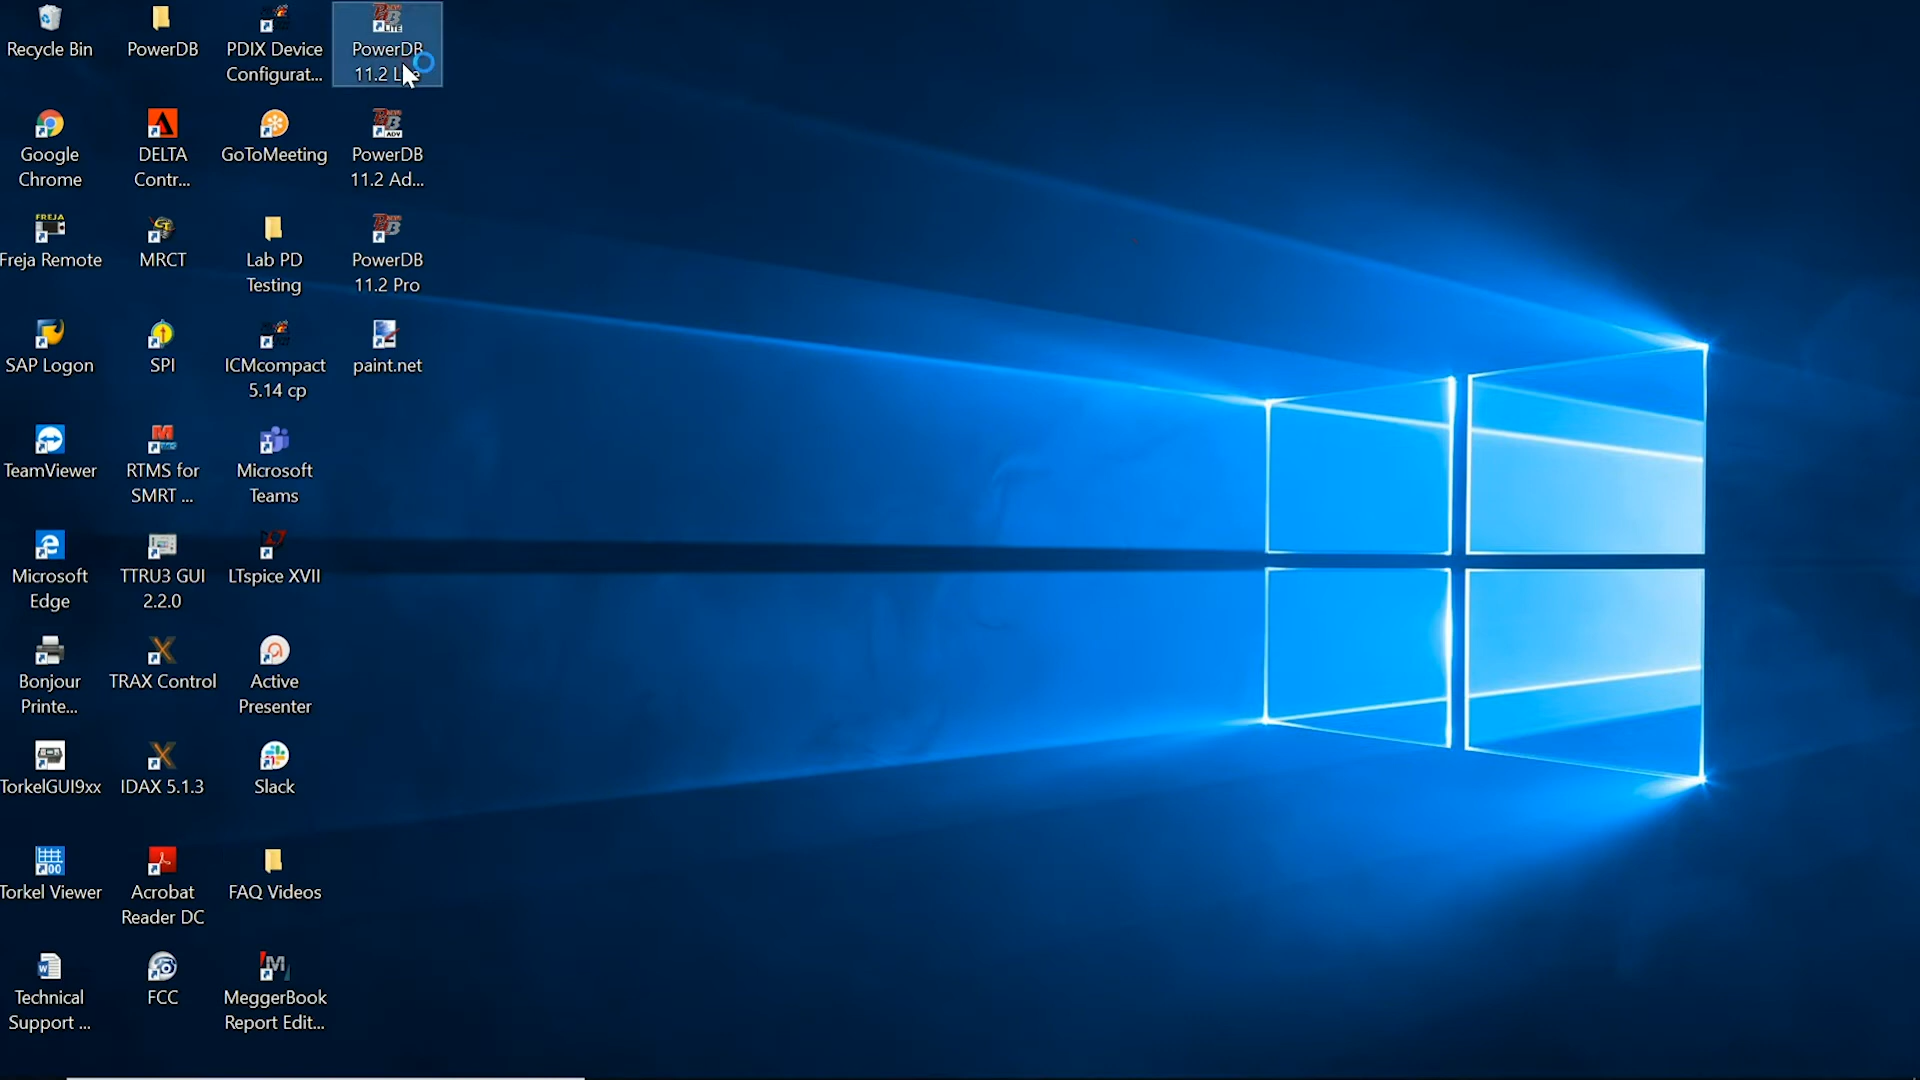 Recycle Bin
PowerDB
PDIX Device
Configurat...
LITE
PowerDB
11.2
Google
Chrome
DELTA
Contr...
GoToMeeting
ADV
PowerDB
11.2 Ad...
FREJA
Freja Remote
MRCT
Lab PD
Testing
PowerDB
11.2 Pro
SAP Logon
SPI
ICMcompact
5.14 cp
paint.net
TeamViewer
RTMS for
SMRT ...
Microsoft
Teams
Microsoft
Edge
TTRU3 GUI
2.2.0
LTspice XVII
Bonjour
Printe...
TRAX Control
Active
Presenter
TorkelGUI9xx
IDAX 5.1.3
Slack
Torkel Viewer
Acrobat
Reader DC
FAQ Videos
Technical
Support ...
FCC
MeggerBook
Report Edit...